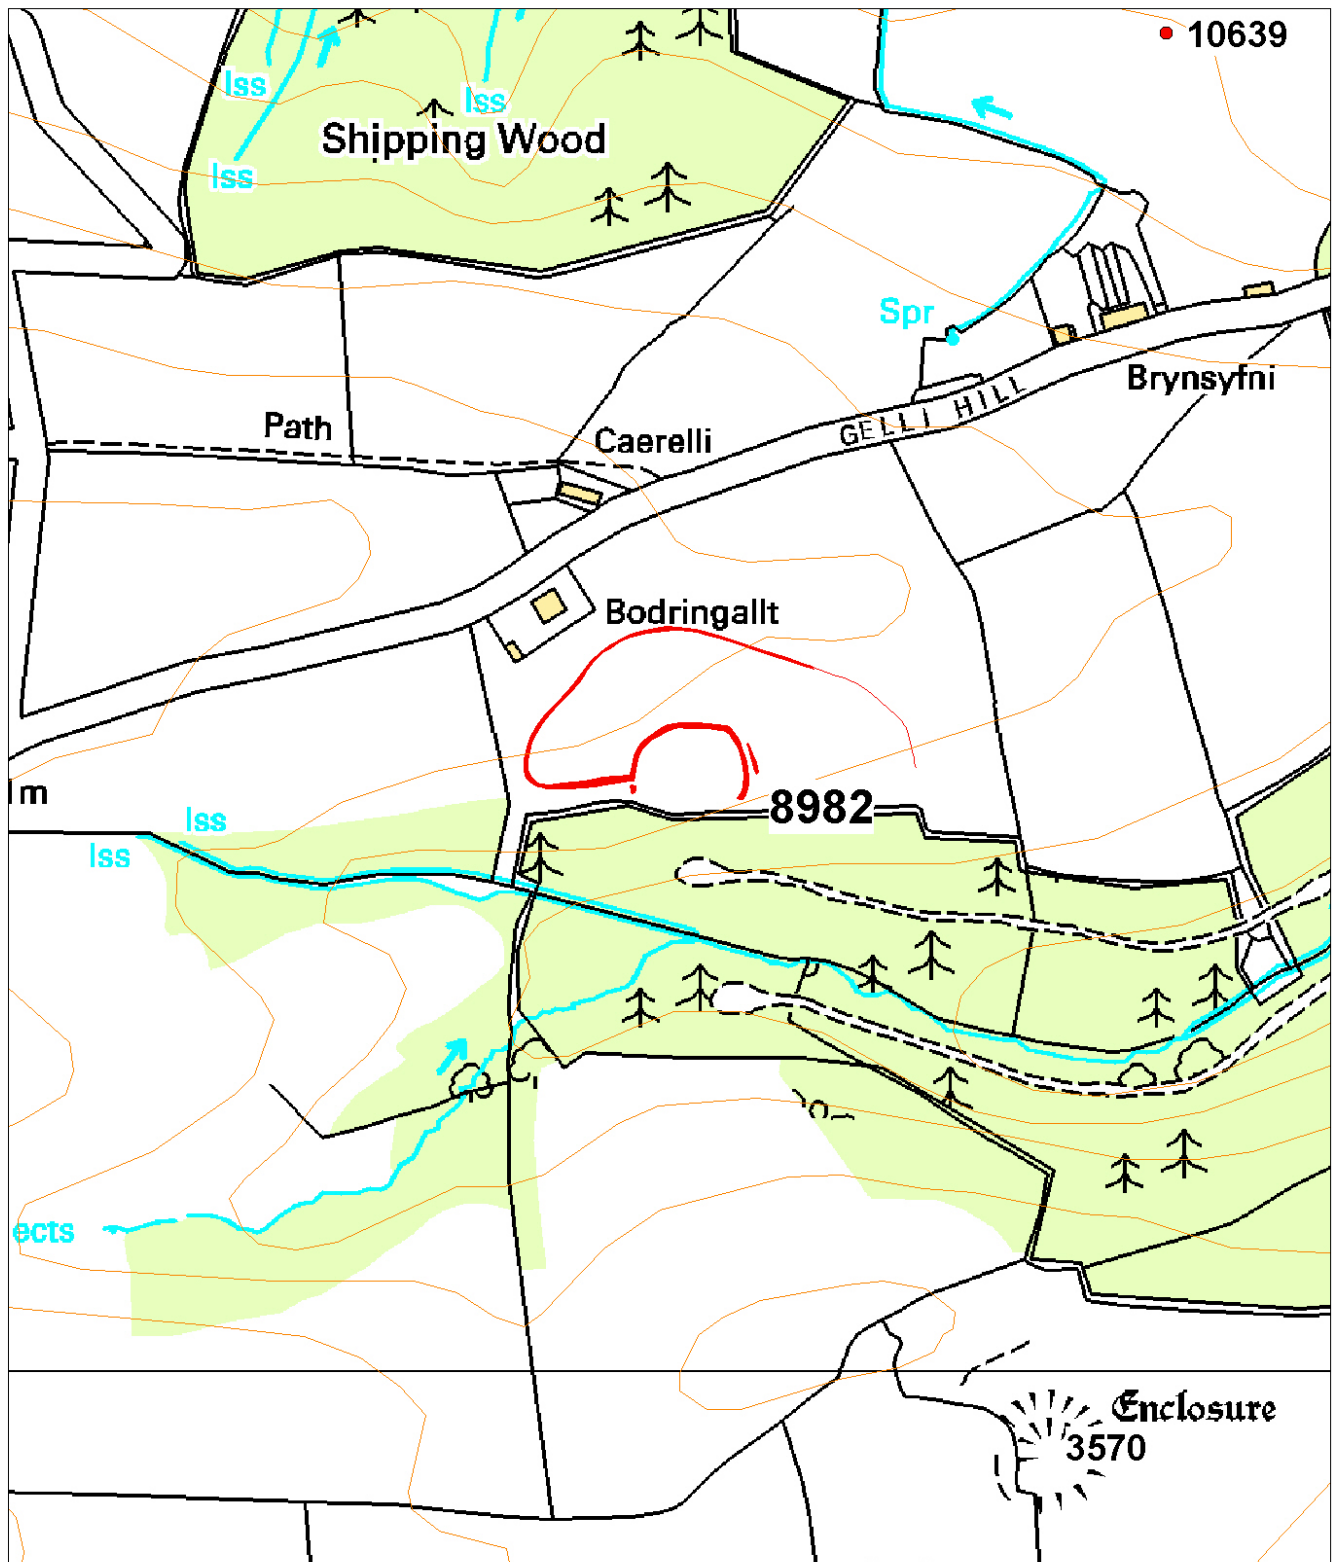 10639
Iss
Iss
Shipping Wood
Iss
Spr
Brynsyfni
GELLI HILL
Path
Caerelli
Bodringallt
lm
8982
Iss
Iss
ects
Enclosure
3570